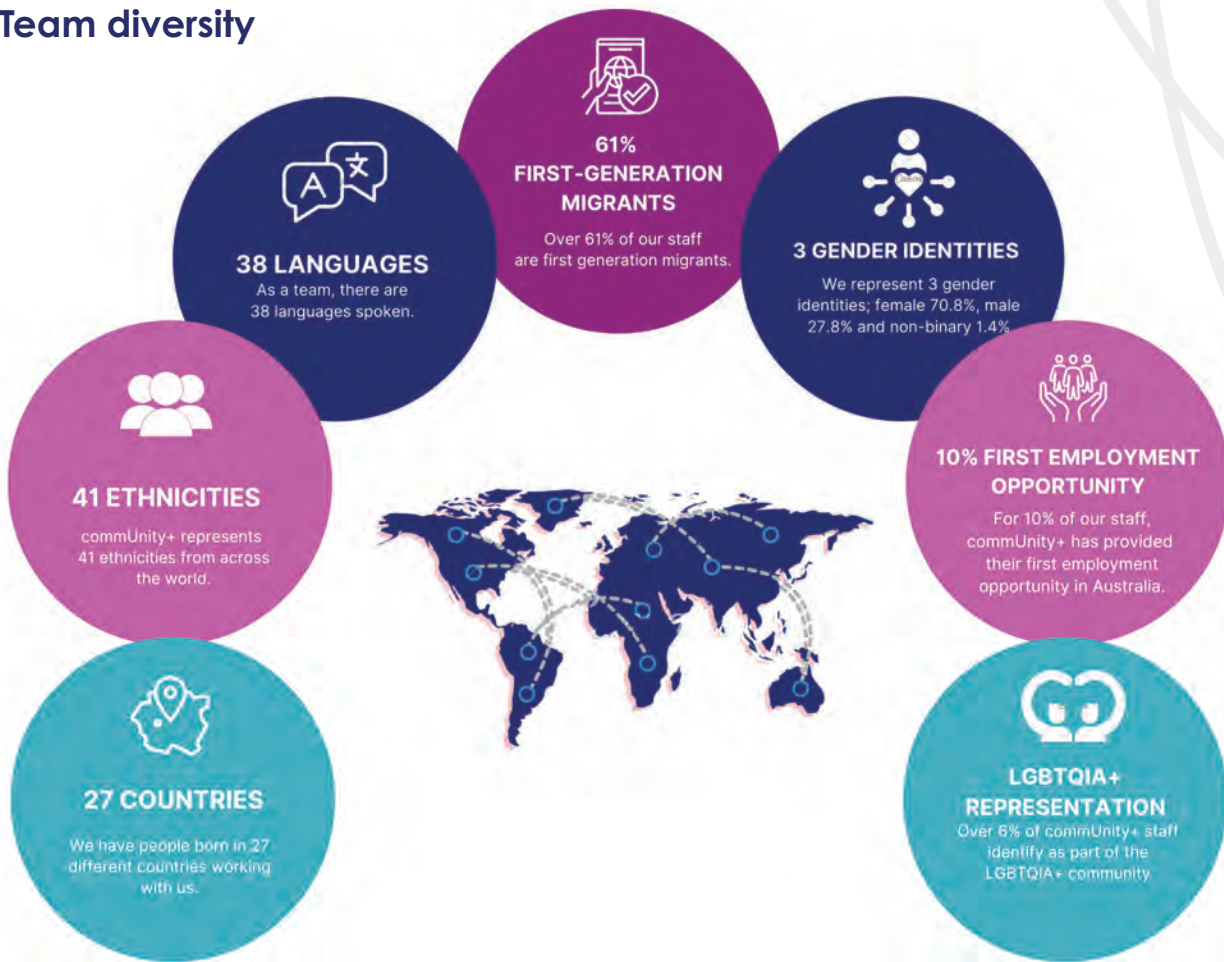 Team diversity
61%
FIRST-GENERATION
MIGRANTS
Over 61% of our staff
are first generation migrants.
38 LANGUAGES
As a team, there are
38 languages spoken.
3 GENDER IDENTITIES
We represent 3 gender
identities; female 70.8%, male
27.8% and non-binary 1.4%
41 ETHNICITIES
commUnity+ represents
41 ethnicities from across
the world.
10% FIRST EMPLOYMENT
OPPORTUNITY
For 10% of our staff,
commUnity+ has provided
their first employment
opportunity in Australia.
27 COUNTRIES
We have people born in 27
different countries working
with us.
LGBTQIA+
REPRESENTATION
Over 6% of commUnity+ staff
identify as part of the
LGBTQIA+ community
A
文